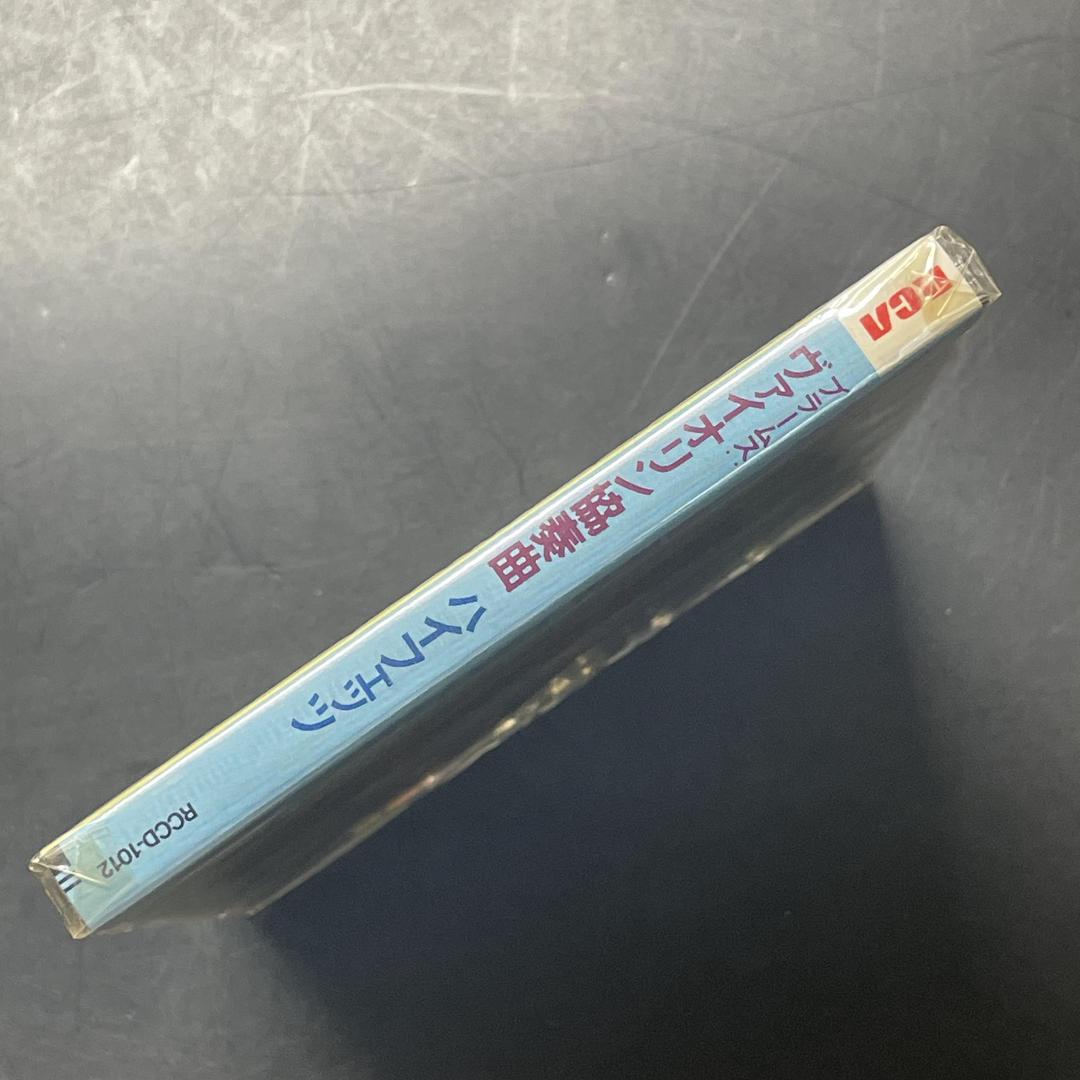 RCA
ブラームス:
ヴァイオリン協奏曲
ハイフェッツ
RCCD-1012